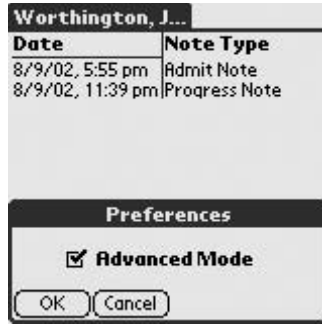 Worthington, J...
Date Note Type
8/9/02, 5:55 pm Admit Note
8/9/02, 11:39 pm Progress Note
Preferences
Advanced Mode
OK Cancel